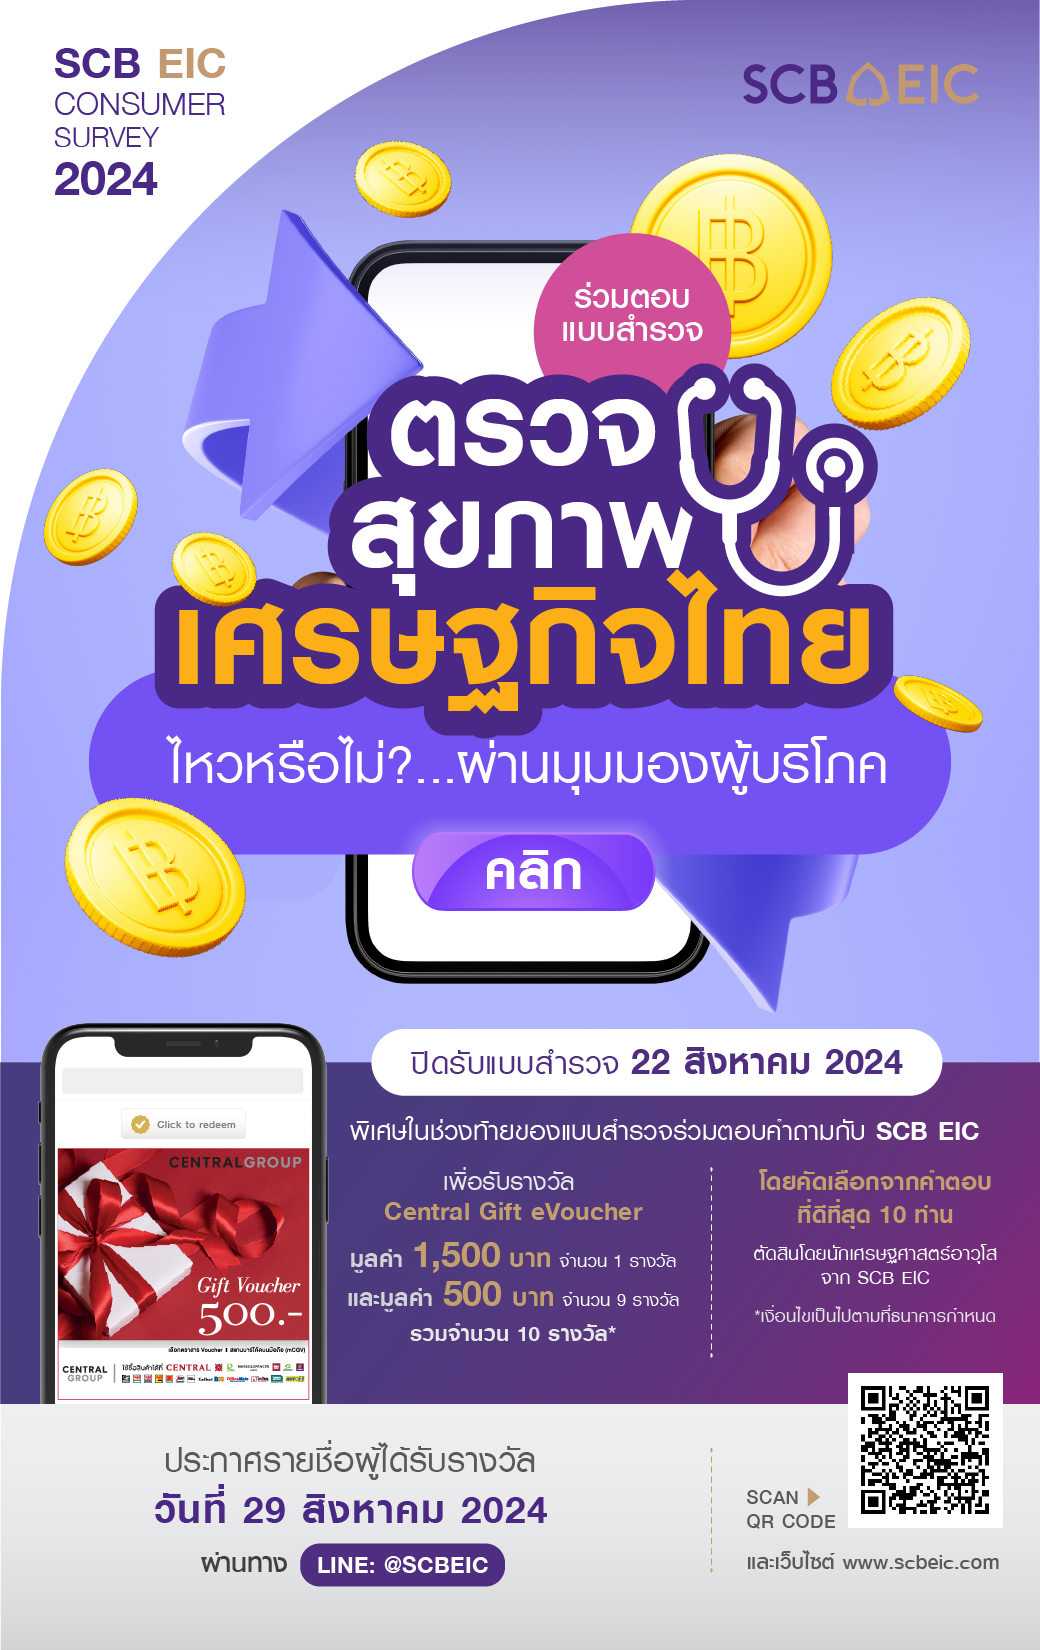 SCB EIC
CONSUMER
SURVEY
2024
SCB EIC
ร่วมตอบ
แบบสำรวจ
ตรวจ
สุขภาพ
เศรษฐกิจไทย
ไหวหรือไม่?...ผ่านมุมมองผู้บริโภค
คลิก
ปิดรับแบบสำรวจ 22 สิงหาคม 2024
พิเศษในช่วงท้ายของแบบสำรวจร่วมตอบคำถามกับ SCB EIC
เพื่อรับรางวัล
Central Gift eVoucher
มูลค่า 1,500 บาท จำนวน 1 รางวัล
และมูลค่า 500 บาท จำนวน 9 รางวัล
รวมจำนวน 10 รางวัล*
โดยคัดเลือกจากคำตอบ
ที่ดีที่สุด 10 ท่าน
ตัดสินโดยนักเศรษฐศาสตร์อาวุโส
จาก SCB EIC
*เงื่อนไขเป็นไปตามที่ธนาคารกำหนด
Click to redeem
CENTRALGROUP
Gift Voucher
500.-
CENTRAL
GROUP
ใช้ซื้อสินค้าได้ที่ CENTRAL
ประกาศรายชื่อผู้ได้รับรางวัล
วันที่ 29 สิงหาคม 2024
ผ่านทาง LINE: @SCBEIC
SCAN
QR CODE
และเว็บไซต์ www.scbeic.com